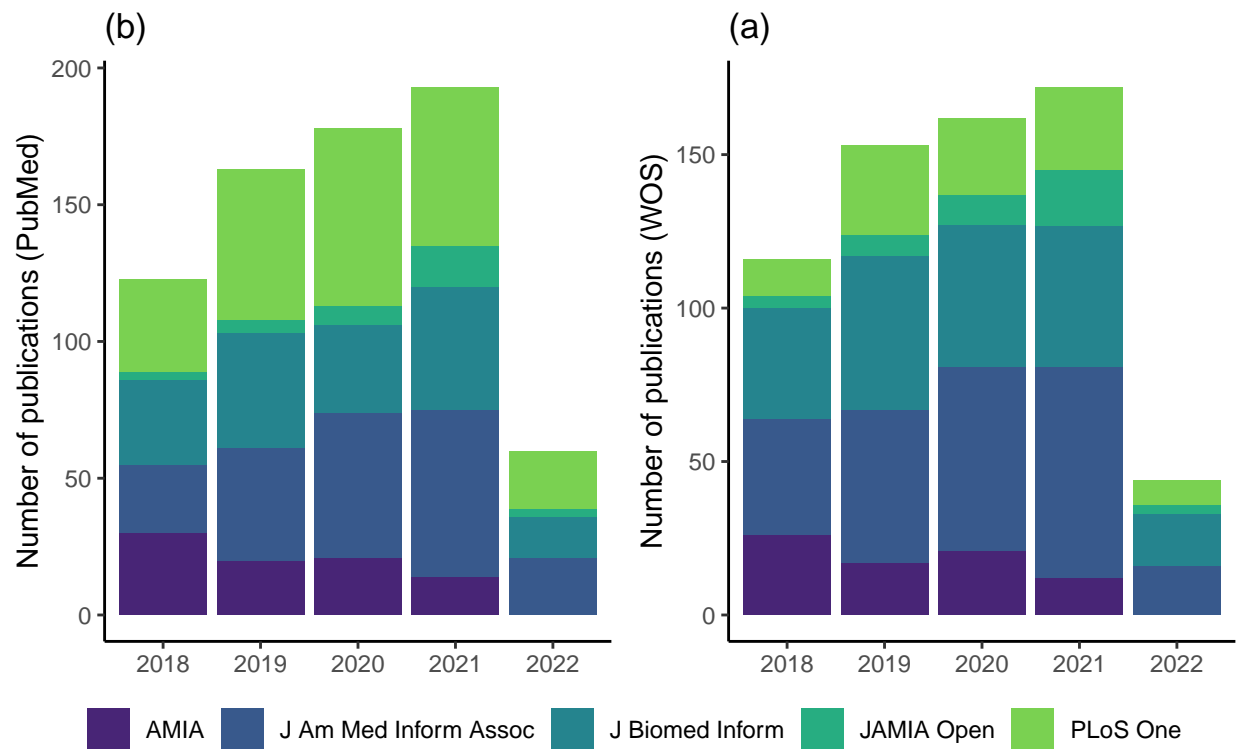 (b)
Number of publications (PubMed)
200
150
100
50
0
2018 2019 2020 2021 2022
(a)
Number of publications (WOS)
150
100
50
0
2018 2019 2020 2021 2022
AMIA J Am Med Inform Assoc J Biomed Inform JAMIA Open PLoS One